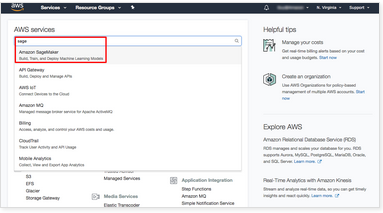 aws
Services
Resource Groups
N. Virginia
Support
AWS services
sage
Amazon SageMaker
Build, Train, and Deploy Machine Learning Models
API Gateway
Build, Deploy and Manage APIs
AWS IoT
Connect Devices to the Cloud
Amazon MQ
Managed message broker service for Apache ActiveMQ
Billing
Access, analyze, and control your AWS costs and usage.
CloudTrail
Track User Activity and API Usage
Mobile Analytics
Collect, View and Export App Analytics
Managed Services
S3
EFS
Glacier
Storage Gateway
Media Services
Elastic Transcoder
Application Integration
Step Functions
Amazon MQ
Simple Notification Service
Helpful tips
Manage your costs
Get real-time billing alerts based on your cost
and usage budgets. Start now
Create an organization
Use AWS Organizations for policy-based
management of multiple AWS accounts. Start
now
Explore AWS
Amazon Relational Database Service (RDS)
RDS manages and scales your database for you. RDS
supports Aurora, MySQL, PostgreSQL, MariaDB, Oracle,
and SQL Server. Learn more.
Real-Time Analytics with Amazon Kinesis
Stream and analyze real-time data, so you can get timely
insights and react quickly. Learn more.